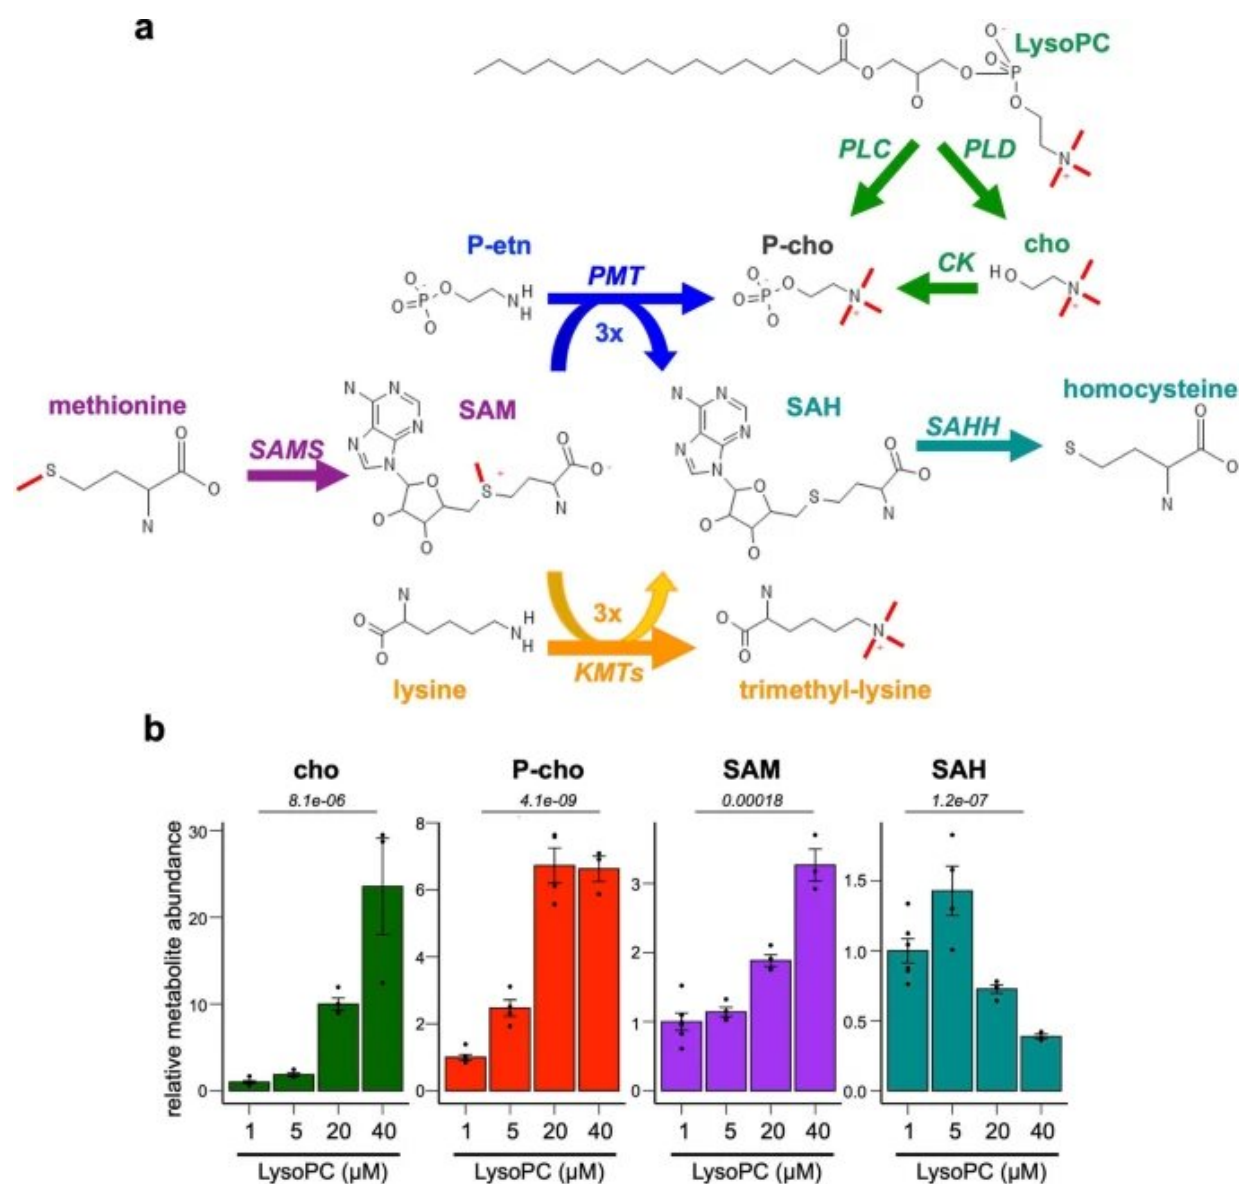 a
LysoPC
PLC
PLD
P-etn
P-cho
cho
PMT
CK
3x
methionine
SAM
SAH
homocysteine
SAMS
SAHH
3x
KMTs
lysine
trimethyl-lysine
b
cho
P-cho
SAM
SAH
8.1e-06
4.1e-09
0.00018
1.2e-07
relative metabolite abundance
30
20
10
0
8
6
4
2
0
3
2
1
0
1.5
1.0
0.5
0.0
1 5 20 40
1 5 20 40
1 5 20 40
1 5 20 40
LysoPC (µM)
LysoPC (µM)
LysoPC (µM)
LysoPC (µM)